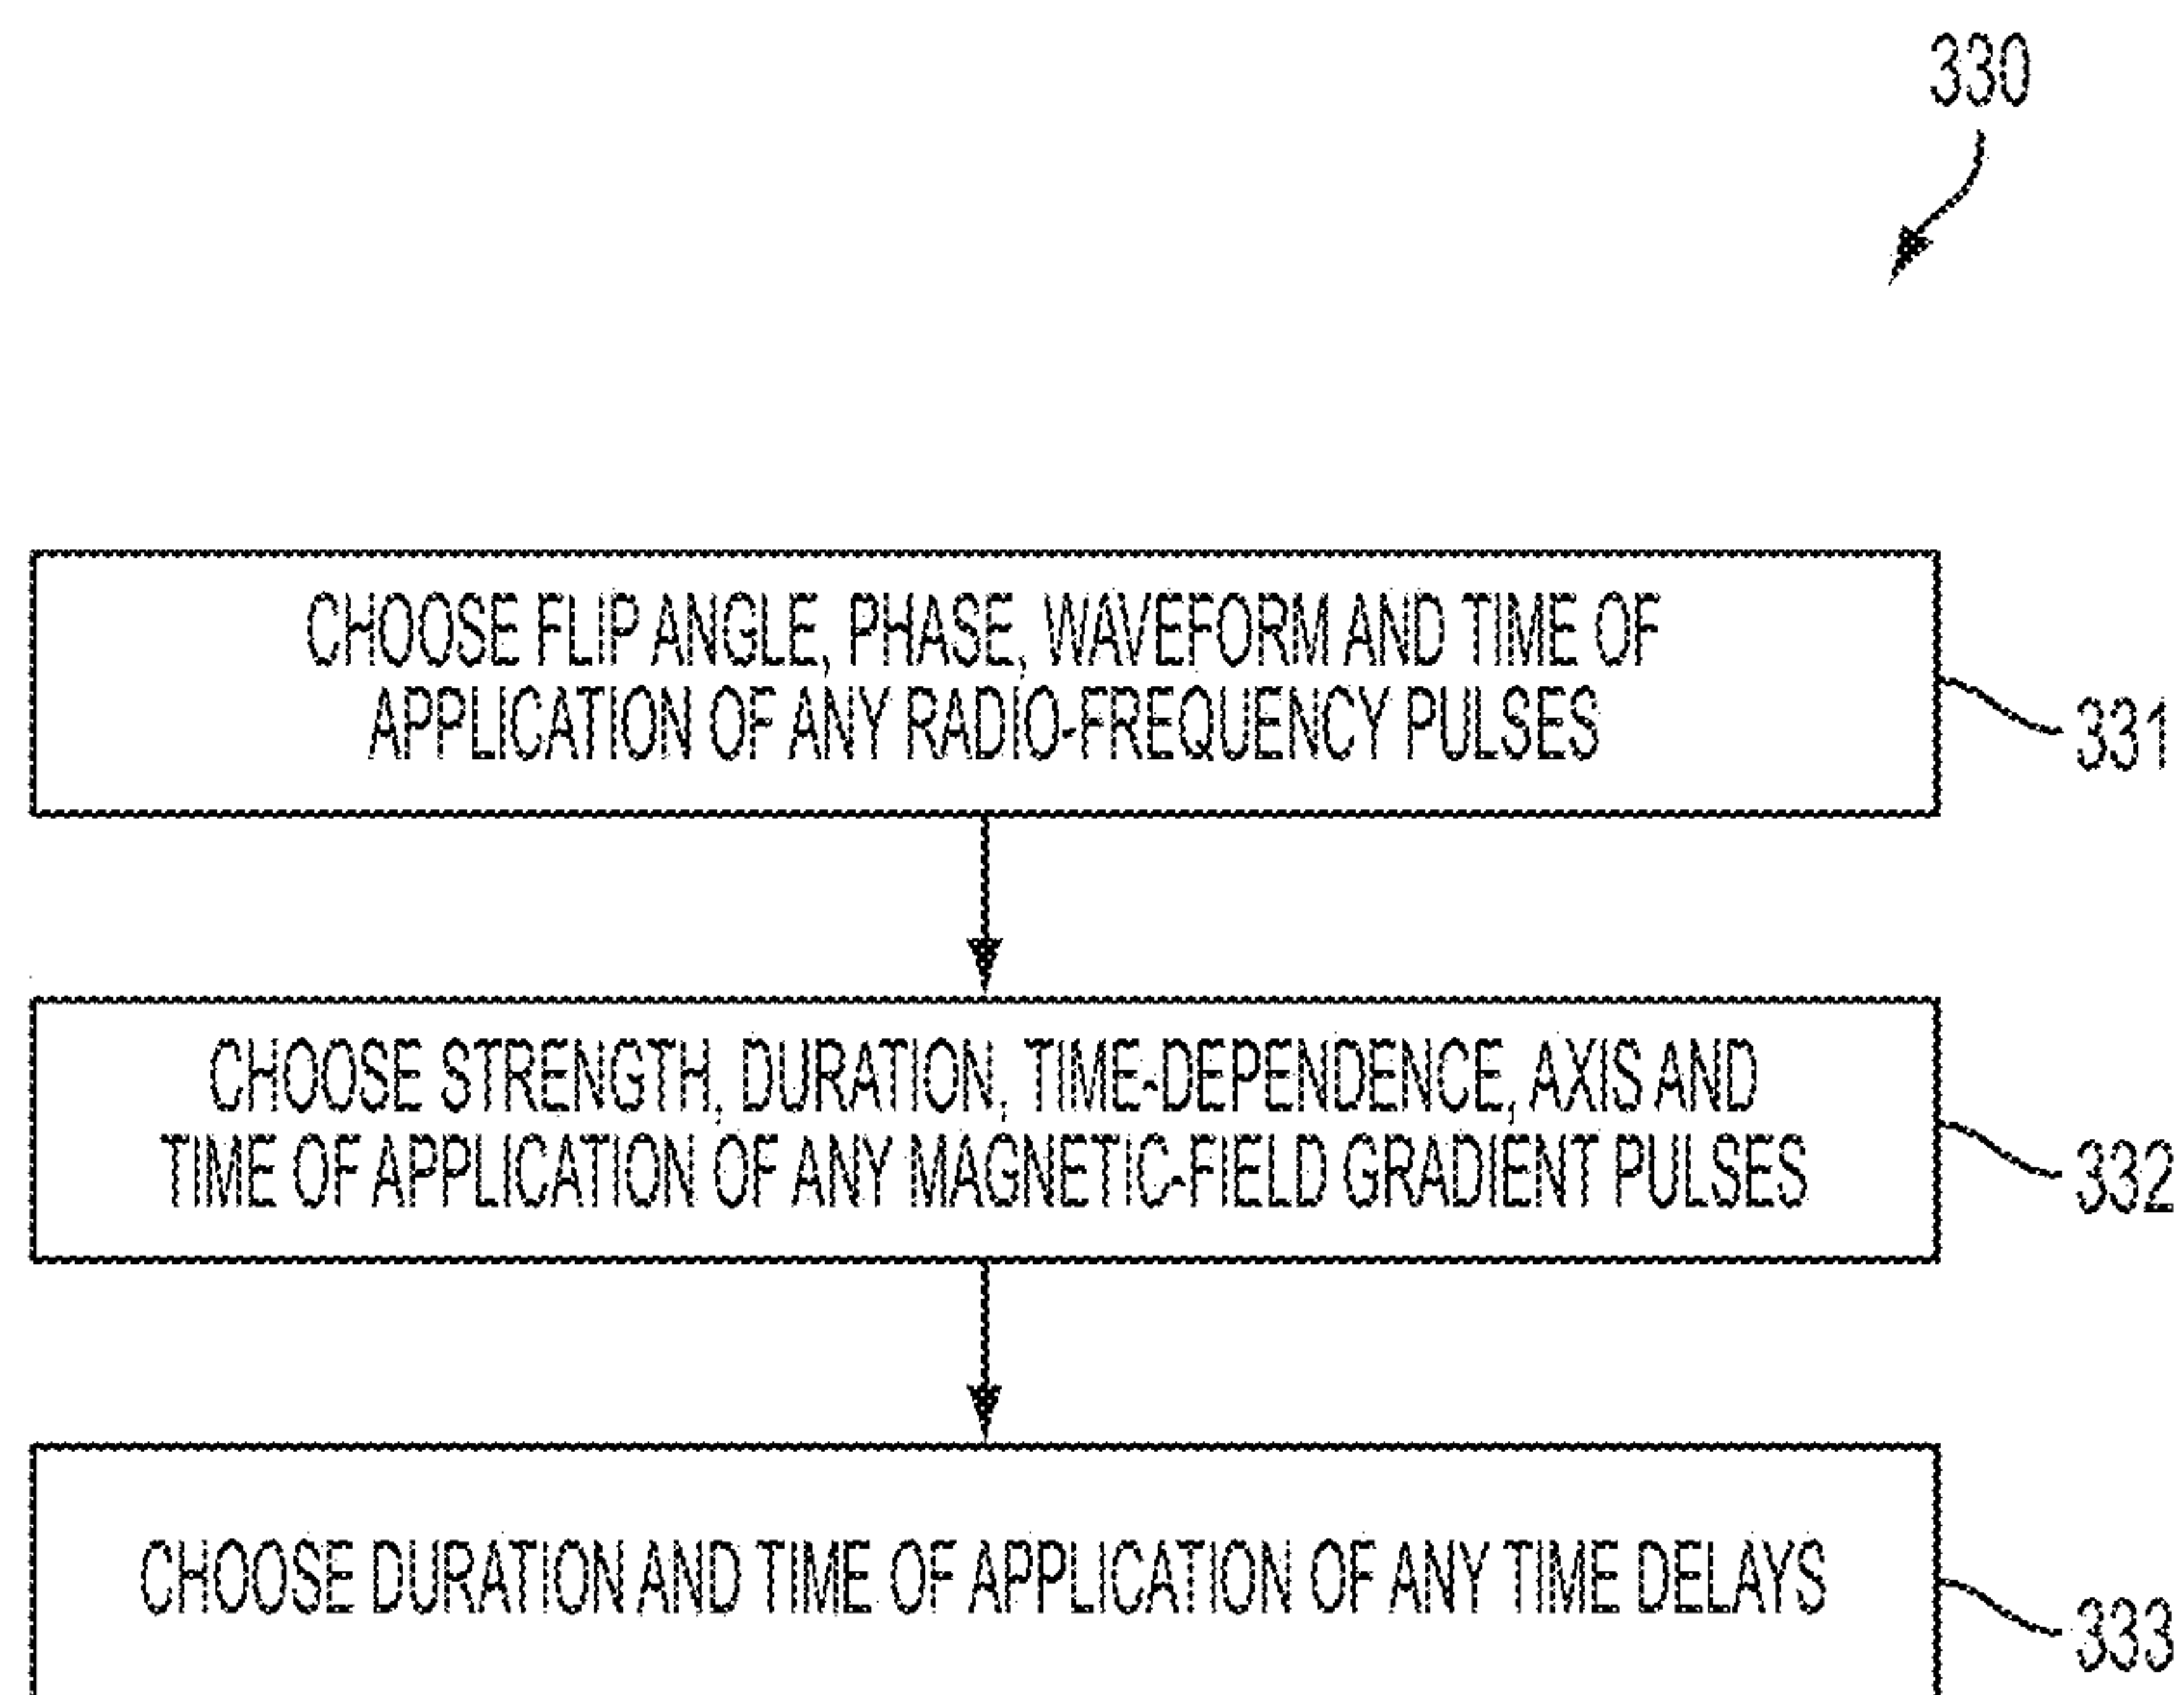 330
CHOOSE FLIP ANGLE, PHASE, WAVEFORM AND TIME OF
APPLICATION OF ANY RADIO-FREQUENCY PULSES
331
CHOOSE STRENGTH, DURATION, TIME-DEPENDENCE, AXIS AND
TIME OF APPLICATION OF ANY MAGNETIC-FIELD GRADIENT PULSES
332
CHOOSE DURATION AND TIME OF APPLICATION OF ANY TIME DELAYS
333